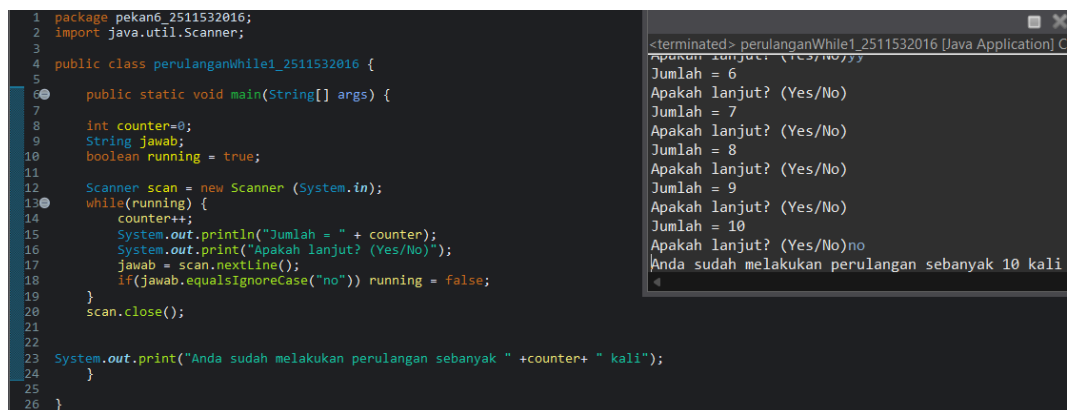 1 package pekan6_2511532016;
2 import java.util.Scanner;
3
4 public class perulanganWhile1_2511532016 {
5
6 public static void main(String[] args) {
7
8 int counter=0;
9 String jawab;
10 boolean running = true;
11
12 Scanner scan = new Scanner (System.in);
13 while(running) {
14 counter++;
15 System.out.println("Jumlah = " + counter);
16 System.out.print("Apakah lanjut? (Yes/No)");
17 jawab = scan.nextLine();
18 if(jawab.equalsIgnoreCase("no")) running = false;
19 }
20 scan.close();
21
22
23 System.out.print("Anda sudah melakukan perulangan sebanyak " +counter+ " kali");
24 }
25
26 }
<terminated> perulanganWhile1_2511532016 [Java Application] C
Apakah lanjut? (Yes/No)yy
Jumlah = 6
Apakah lanjut? (Yes/No)
Jumlah = 7
Apakah lanjut? (Yes/No)
Jumlah = 8
Apakah lanjut? (Yes/No)
Jumlah = 9
Apakah lanjut? (Yes/No)
Jumlah = 10
Apakah lanjut? (Yes/No)no
Anda sudah melakukan perulangan sebanyak 10 kali